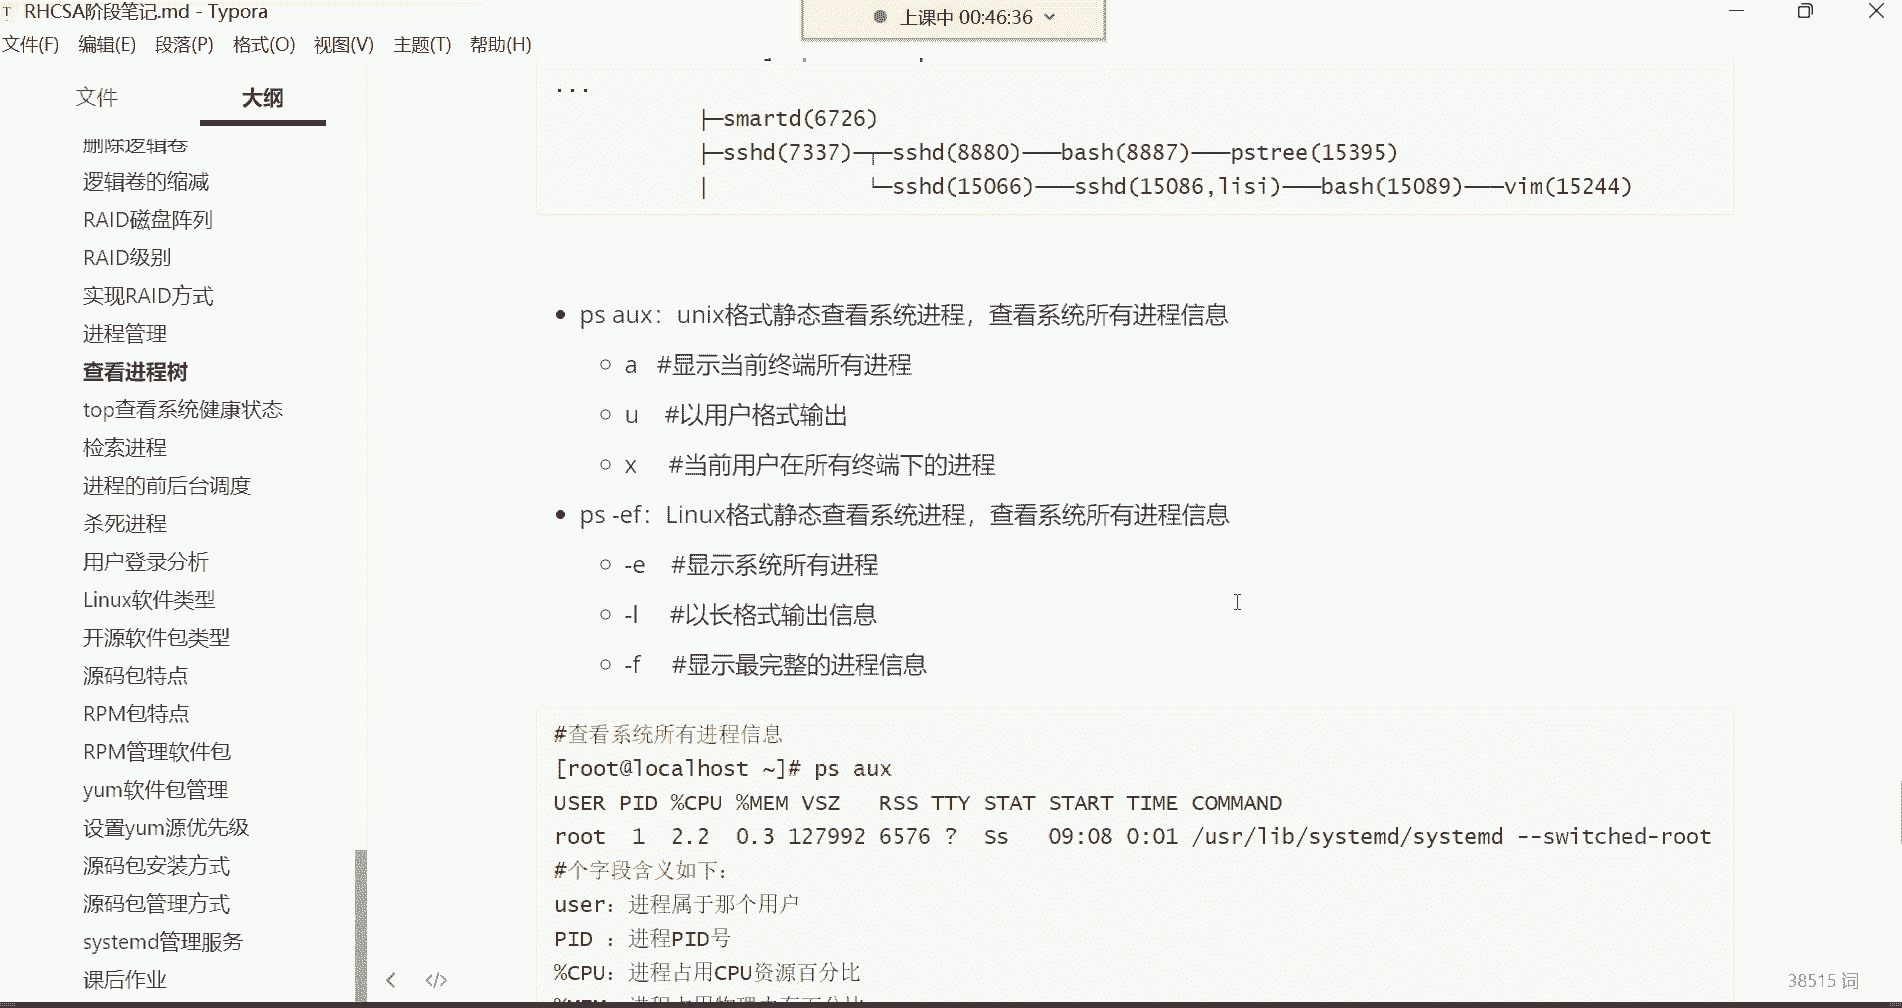 RHCSA阶段笔记.md - Typora
上课中 00:46:36
文件(F) 编辑(E) 段落(P) 格式(O) 视图(V) 主题(T) 帮助(H)
文件 大纲
删除逻辑卷
逻辑卷的缩减
RAID磁盘阵列
RAID级别
实现RAID方式
进程管理
查看进程树
top查看系统健康状态
检索进程
进程的前后台调度
杀死进程
用户登录分析
Linux软件类型
开源软件包类型
源码包特点
RPM包特点
RPM管理软件包
yum软件包管理
设置yum源优先级
源码包安装方式
源码包管理方式
systemd管理服务
课后作业
...
├─smartd(6726)
├─sshd(7337)─┬─sshd(8880)───bash(8887)───pstree(15395)
│ └─sshd(15066)───sshd(15086,lisi)───bash(15089)───vim(15244)
ps aux：unix格式静态查看系统进程，查看系统所有进程信息
a #显示当前终端所有进程
u #以用户格式输出
x #当前用户在所有终端下的进程
ps -ef：Linux格式静态查看系统进程，查看系统所有进程信息
-e #显示系统所有进程
-l #以长格式输出信息
-f #显示最完整的进程信息
#查看系统所有进程信息
[root@localhost ~]# ps aux
USER PID %CPU %MEM VSZ RSS TTY STAT START TIME COMMAND
root 1 2.2 0.3 127992 6576 ? Ss 09:08 0:01 /usr/lib/systemd/systemd --switched-root
#个字段含义如下：
user：进程属于那个用户
PID ：进程PID号
%CPU：进程占用CPU资源百分比
%MEM：进程占用物理内存百分比
38515 词